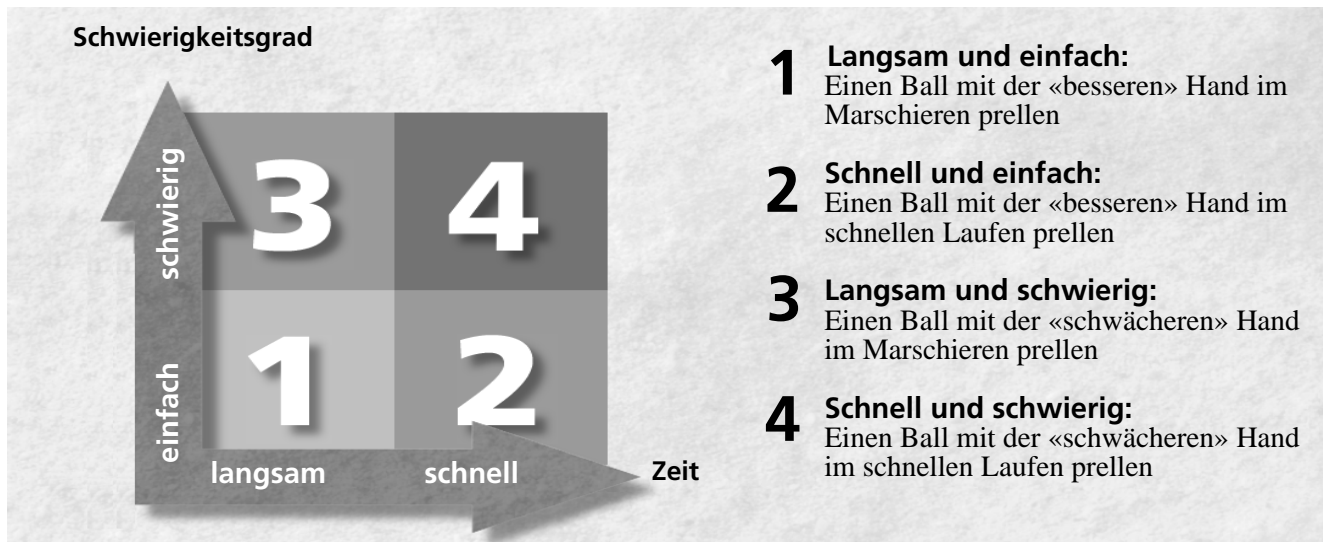 Schwierigkeitsgrad
schwierig
einfach
3
4
1
2
langsam
schnell
Zeit
1
Langsam und einfach:
Einen Ball mit der «besseren» Hand im
Marschieren prellen
2
Schnell und einfach:
Einen Ball mit der «besseren» Hand im
schnellen Laufen prellen
3
Langsam und schwierig:
Einen Ball mit der «schwächeren» Hand
im Marschieren prellen
4
Schnell und schwierig:
Einen Ball mit der «schwächeren» Hand
im schnellen Laufen prellen